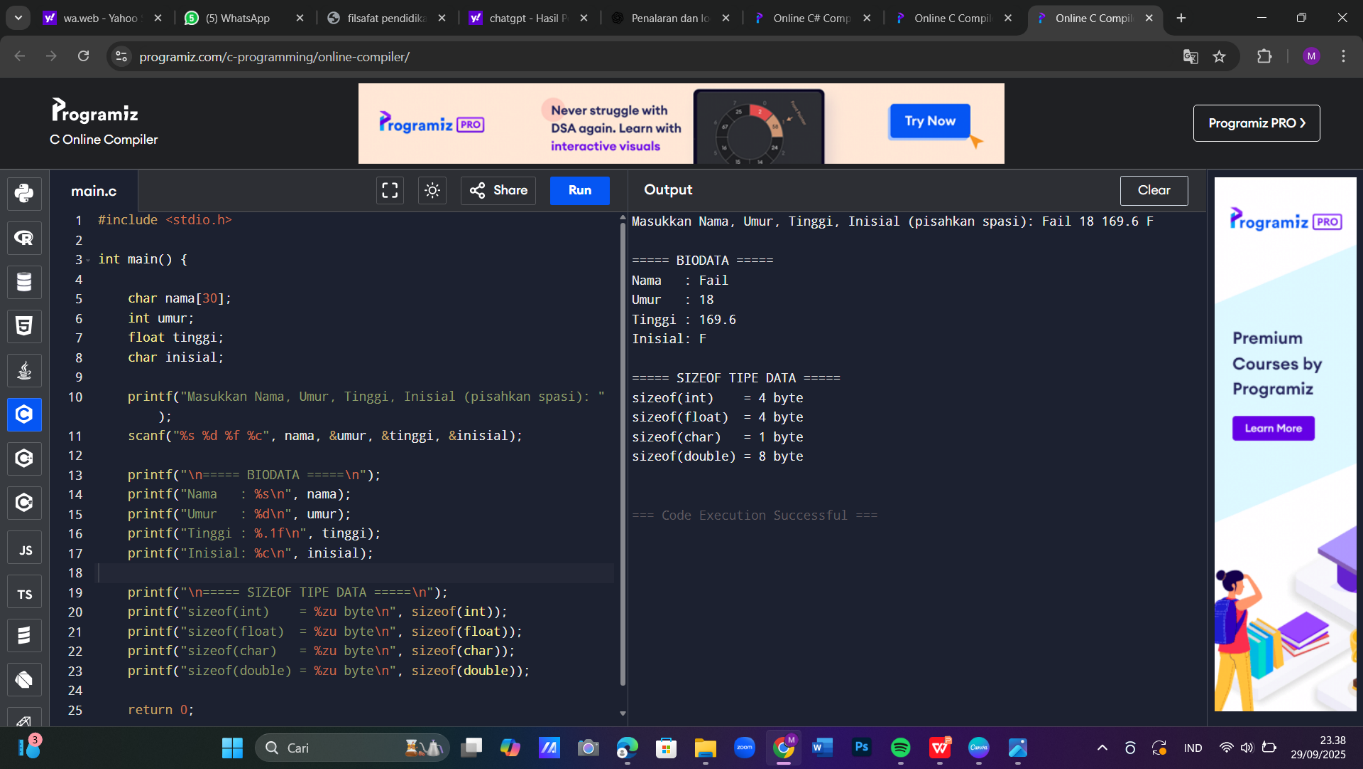 wa.web - Yahoo S
(5) WhatsApp
filsafat pendidika
chatgpt - Hasil P
Penalaran dan lo
Online C# Comp
Online C Compil
Online C Compil
programiz.com/c-programming/online-compiler/
M
Programiz
C Online Compiler
Programiz PRO
Never struggle with
DSA again. Learn with
interactive visuals
Try Now
Programiz PRO >
main.c
Share
Run
Output
Clear
1 #include <stdio.h>
2
3 int main() {
4
5 char nama[30];
6 int umur;
7 float tinggi;
8 char inisial;
9
10 printf("Masukkan Nama, Umur, Tinggi, Inisial (pisahkan spasi): "
);
11 scanf("%s %d %f %c", nama, &umur, &tinggi, &inisial);
12
13 printf("\n===== BIODATA =====\n");
14 printf("Nama   : %s\n", nama);
15 printf("Umur   : %d\n", umur);
16 printf("Tinggi : %.1f\n", tinggi);
17 printf("Inisial: %c\n", inisial);
18
19 printf("\n===== SIZEOF TIPE DATA =====\n");
20 printf("sizeof(int)    = %zu byte\n", sizeof(int));
21 printf("sizeof(float)  = %zu byte\n", sizeof(float));
22 printf("sizeof(char)   = %zu byte\n", sizeof(char));
23 printf("sizeof(double) = %zu byte\n", sizeof(double));
24
25 return 0;
Masukkan Nama, Umur, Tinggi, Inisial (pisahkan spasi): Fail 18 169.6 F
===== BIODATA =====
Nama   : Fail
Umur   : 18
Tinggi : 169.6
Inisial: F
===== SIZEOF TIPE DATA =====
sizeof(int)    = 4 byte
sizeof(float)  = 4 byte
sizeof(char)   = 1 byte
sizeof(double) = 8 byte
=== Code Execution Successful ===
JS
TS
Programiz PRO
Premium
Courses by
Programiz
Learn More
3
Cari
zoom
Ps
Canva
M
IND
23.38
29/09/2025